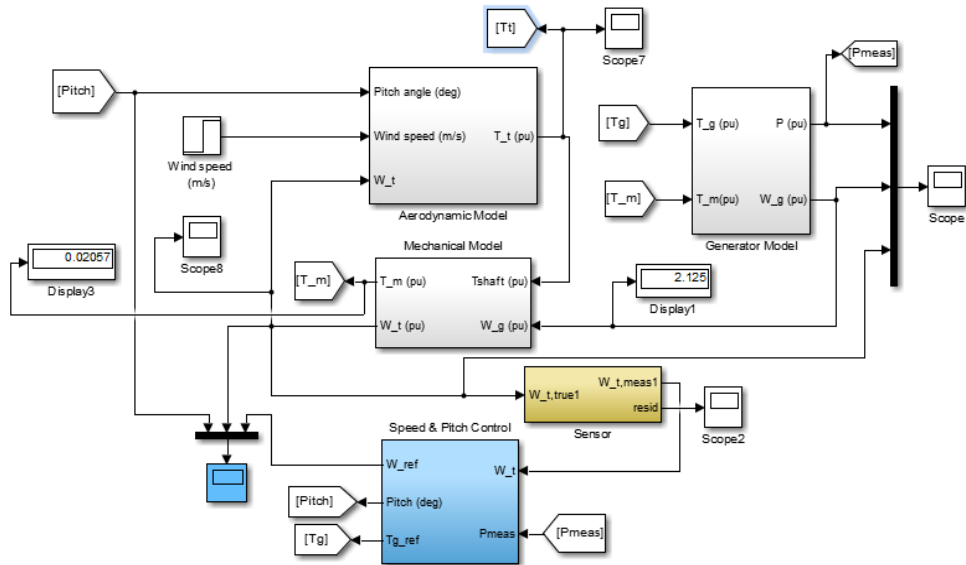 [Tt]
Scope7
[Pmeas]
[Pitch]
Pitch angle (deg)
Wind speed (m/s)
T_t (pu)
W_t
Aerodynamic Model
Wind speed
(m/s)
[Tg]
T_g (pu)
P (pu)
[T_m]
T_m(pu)
W_g (pu)
Generator Model
Scope
Scope8
0.02057
Display3
Mechanical Model
[T_m]
T_m (pu)
Tshaft (pu)
W_t (pu)
W_g (pu)
2.125
Display1
W_t,true1
W_t,meas1
resid
Sensor
Scope2
Speed & Pitch Control
W_ref
W_t
Pitch (deg)
Tg_ref
Pmeas
[Pitch]
[Tg]
[Pmeas]